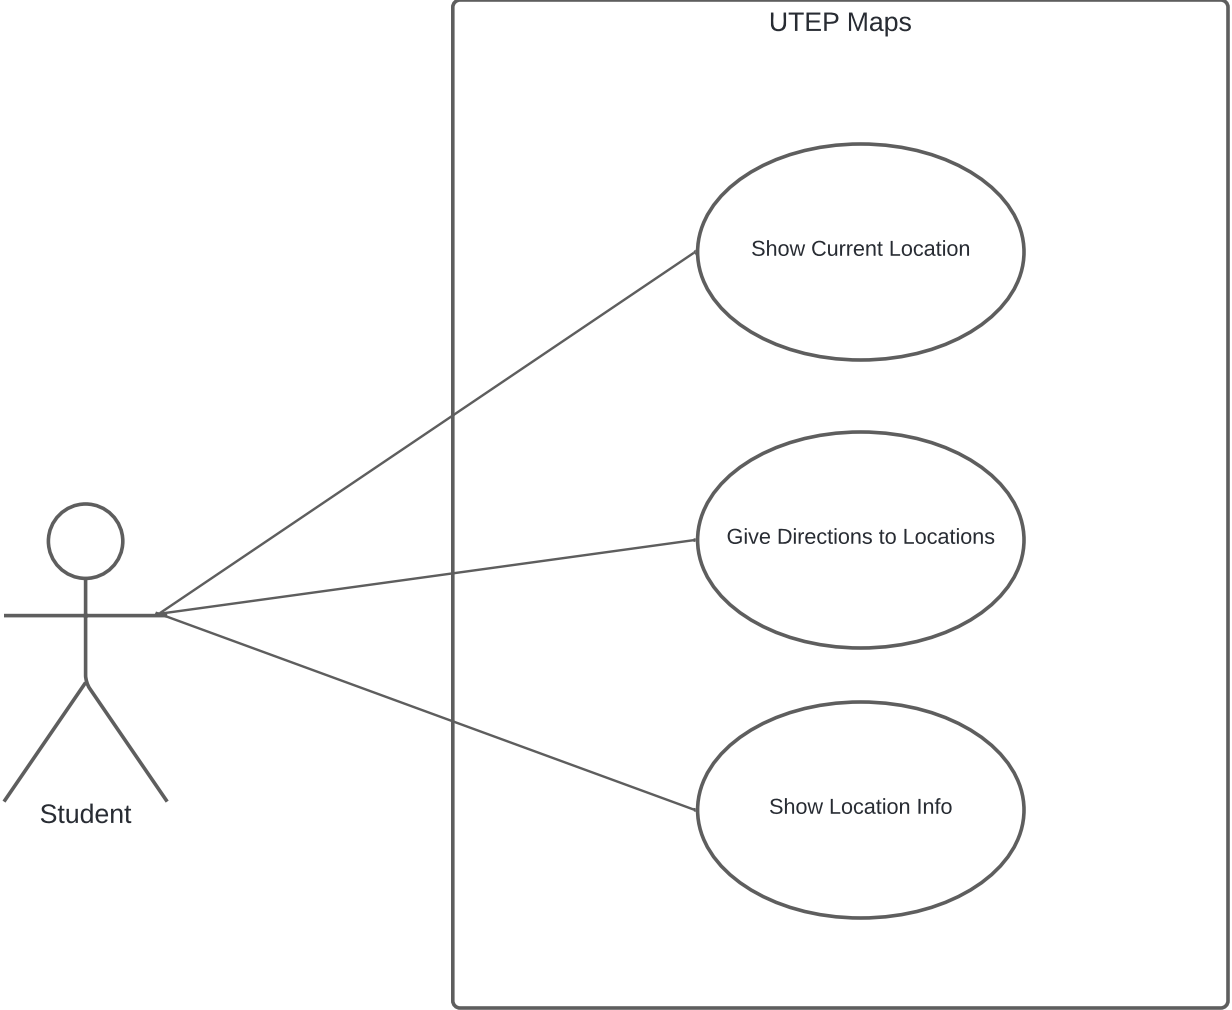 UTEP Maps
Show Current Location
Give Directions to Locations
Show Location Info
Student